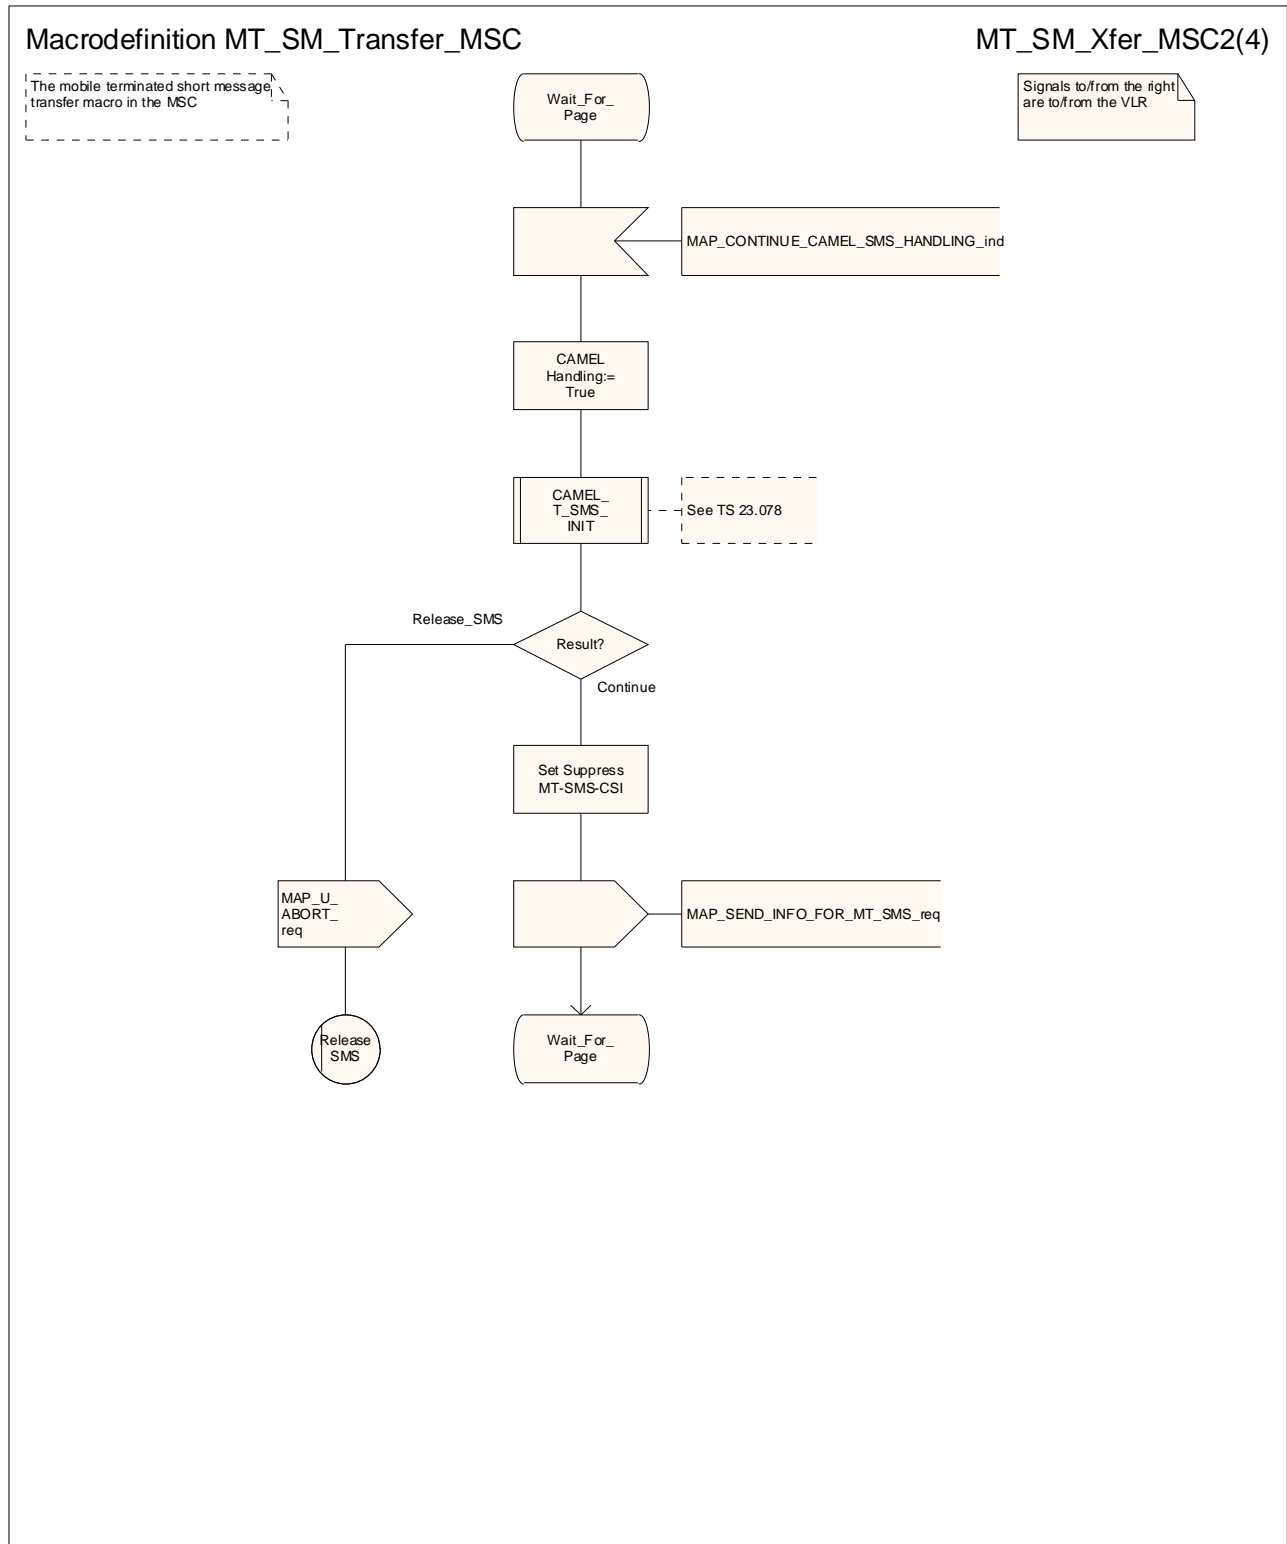 Macrodefinition MT_SM_Transfer_MSC
MT_SM_Xfer_MSC2(4)
The mobile terminated short message
transfer macro in the MSC
Wait_For_
Page
Signals to/from the right
are to/from the VLR
MAP_CONTINUE_CAMEL_SMS_HANDLING_ind
CAMEL
Handling:=
True
CAMEL_
T_SMS_
INIT
See TS 23.078
Release_SMS
Result?
Continue
Set Suppress
MT-SMS-CSI
MAP_U_
ABORT_
req
MAP_SEND_INFO_FOR_MT_SMS_req
Release
SMS
Wait_For_
Page